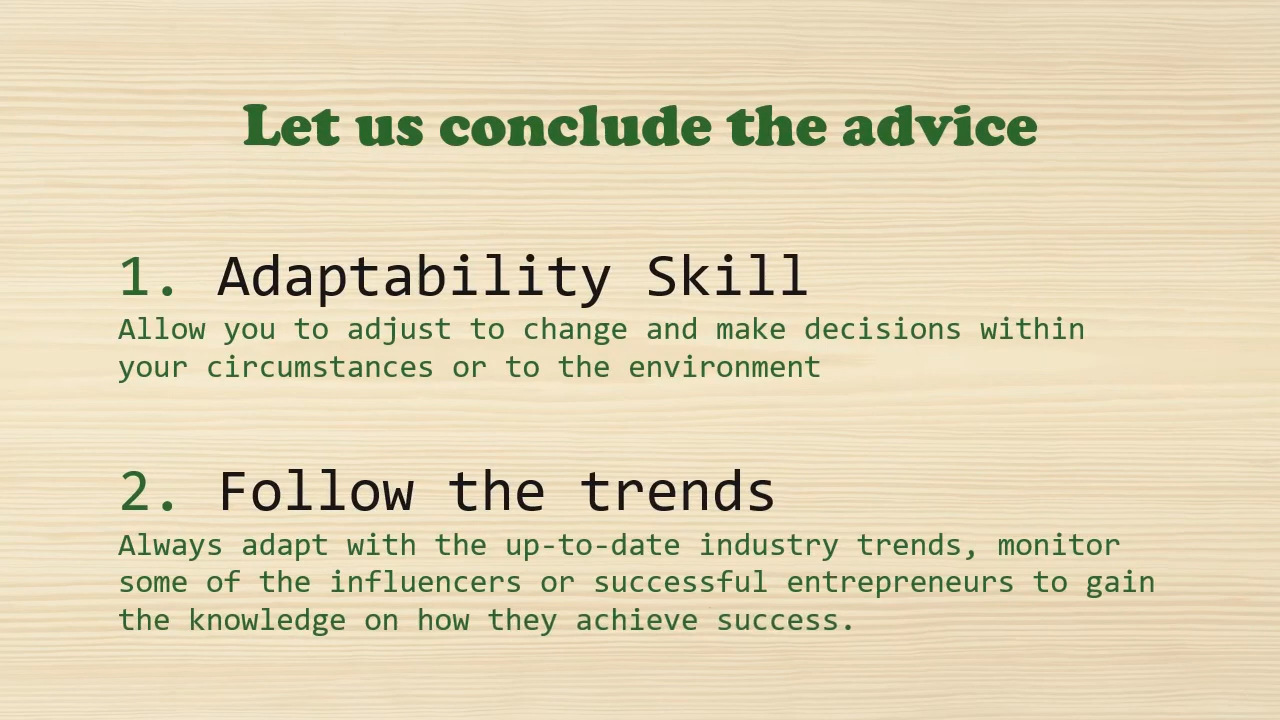 Let us conclude the advice
1. Adaptability Skill
Allow you to adjust to change and make decisions within
your circumstances or to the environment
2. Follow the trends
Always adapt with the up-to-date industry trends, monitor
some of the influencers or successful entrepreneurs to gain
the knowledge on how they achieve success.